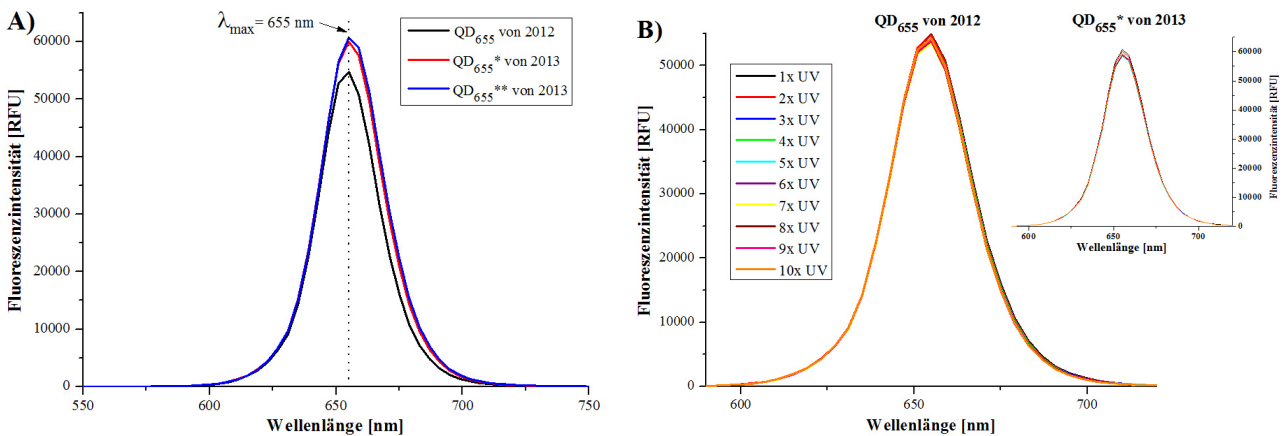 A)
λmax= 655 nm
QD655 von 2012
QD655* von 2013
QD655** von 2013
Fluoreszenzintensität [RFU]
60000
50000
40000
30000
20000
10000
0
550
600
650
700
750
Wellenlänge [nm]
B)
QD655 von 2012
QD655* von 2013
1x UV
2x UV
3x UV
4x UV
5x UV
6x UV
7x UV
8x UV
9x UV
10x UV
Fluoreszenzintensität [RFU]
50000
40000
30000
20000
10000
0
600
650
700
Wellenlänge [nm]
60000
50000
40000
30000
20000
10000
0
Fluoreszenzintensität [RFU]
600
650
700
Wellenlänge [nm]